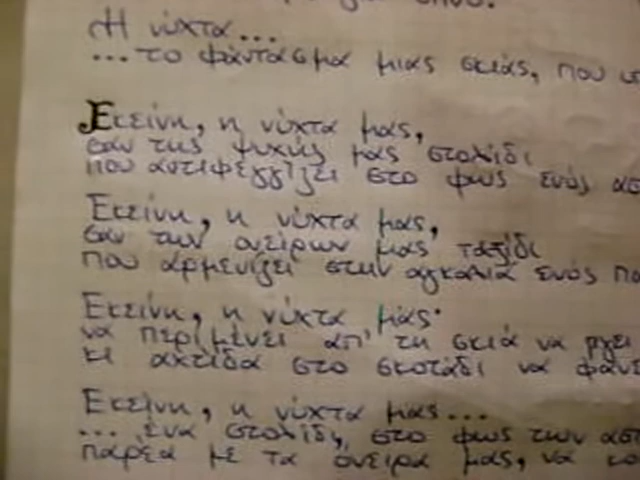 Η νύχτα...
...το φάντασμα μιας σκιάς, που
Εκείνη, η νύχτα μας,
σαν της ψυχής μας στολίδι
που αντιφεγγίζει στο φως ενός
Εκείνη, η νύχτα μας,
σαν των ονείρων μας ταξίδι
που αρμενίζει στην αγκαλιά ενός
Εκείνη, η νύχτα μας·
να περιμένει απ' τη σκιά να βγει
κι αχτίδα στο σκοτάδι να
Εκείνη, η νύχτα μας...
...ένα στολίδι, στο φως των
παρέα με τα όνειρα μας, να